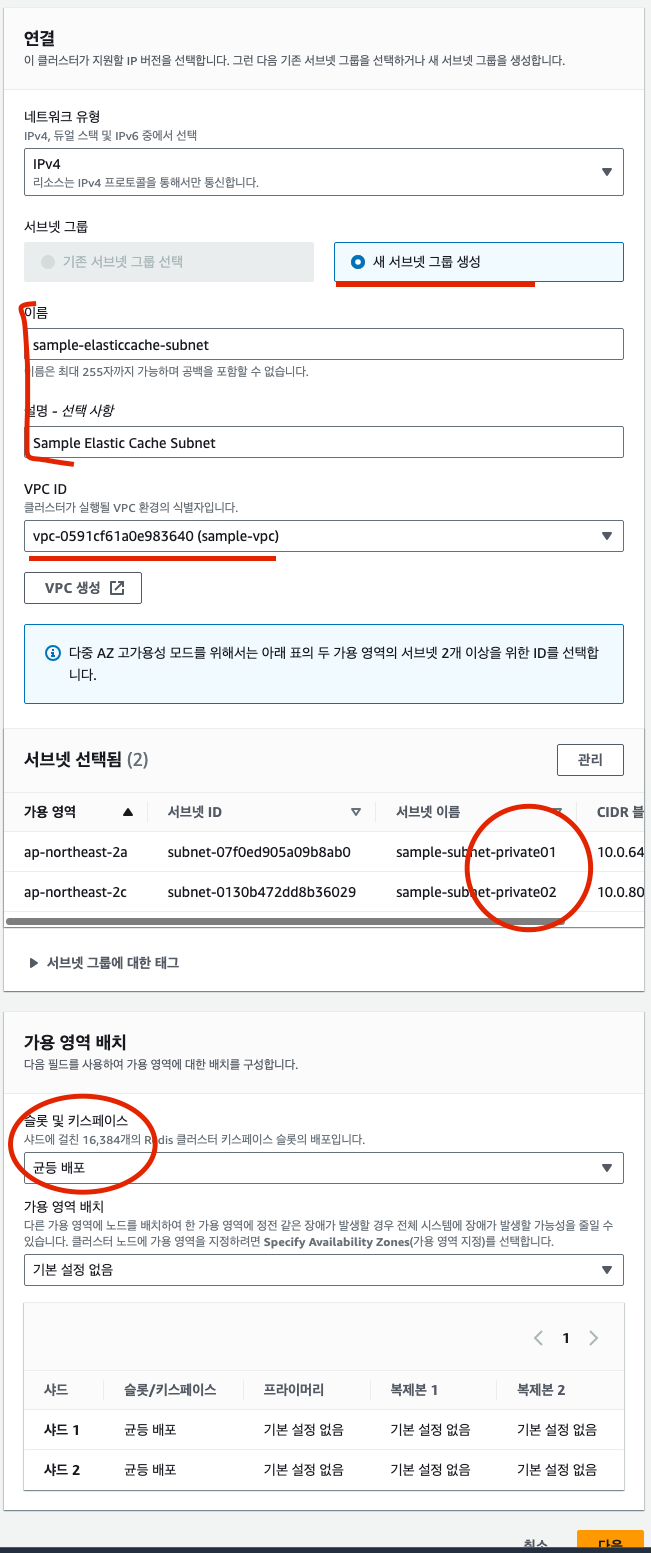 연결
이 클러스터가 지원할 IP 버전을 선택합니다. 그런 다음 기존 서브넷 그룹을 선택하거나 새 서브넷 그룹을 생성합니다.
네트워크 유형
IPv4, 듀얼 스택 및 IPv6 중에서 선택
IPv4
리소스는 IPv4 프로토콜을 통해서만 통신합니다.
서브넷 그룹
기존 서브넷 그룹 선택
새 서브넷 그룹 생성
이름
sample-elasticcache-subnet
이름은 최대 255자까지 가능하며 공백을 포함할 수 없습니다.
설명 - 선택 사항
Sample Elastic Cache Subnet
VPC ID
클러스터가 실행될 VPC 환경의 식별자입니다.
vpc-0591cf61a0e983640 (sample-vpc)
VPC 생성
다중 AZ 고가용성 모드를 위해서는 아래 표의 두 가용 영역의 서브넷 2개 이상을 위한 ID를 선택합
니다.
서브넷 선택됨 (2)
관리
가용 영역 서브넷 ID 서브넷 이름 CIDR 블
ap-northeast-2a subnet-07f0ed905a09b8ab0 sample-subnet-private01 10.0.64
ap-northeast-2c subnet-0130b472dd8b36029 sample-subnet-private02 10.0.80
서브넷 그룹에 대한 태그
가용 영역 배치
다음 필드를 사용하여 가용 영역에 대한 배치를 구성합니다.
슬롯 및 키스페이스
샤드에 걸친 16,384개의 Redis 클러스터 키스페이스 슬롯의 배포입니다.
균등 배포
가용 영역 배치
다른 가용 영역에 노드를 배치하여 한 가용 영역에 정전 같은 장애가 발생할 경우 전체 시스템에 장애가 발생할 가능성을 줄일 수
있습니다. 클러스터 노드에 가용 영역을 지정하려면 Specify Availability Zones(가용 영역 지정)를 선택합니다.
기본 설정 없음
1
샤드 슬롯/키스페이스 프라이머리 복제본 1 복제본 2
샤드 1 균등 배포 기본 설정 없음 기본 설정 없음 기본 설정 없음
샤드 2 균등 배포 기본 설정 없음 기본 설정 없음 기본 설정 없음
취소
다음